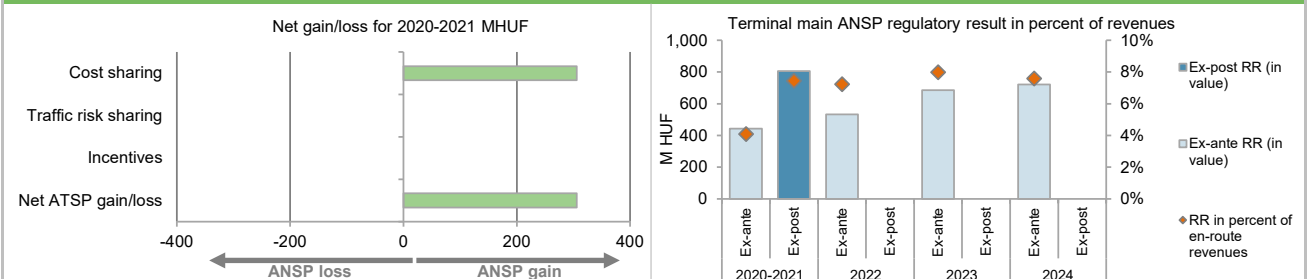 Net gain/loss for 2020-2021 MHUF
Cost sharing
Traffic risk sharing
Incentives
Net ATSP gain/loss
-400 -200 0 200 400
ANSP loss ANSP gain
Terminal main ANSP regulatory result in percent of revenues
M HUF
1,000
800
600
400
200
0
10%
8%
6%
4%
2%
0%
Ex-ante Ex-post Ex-ante Ex-post Ex-ante Ex-post Ex-ante Ex-post
2020-2021 2022 2023 2024
Ex-post RR (in
value)
Ex-ante RR (in
value)
RR in percent of
en-route
revenues